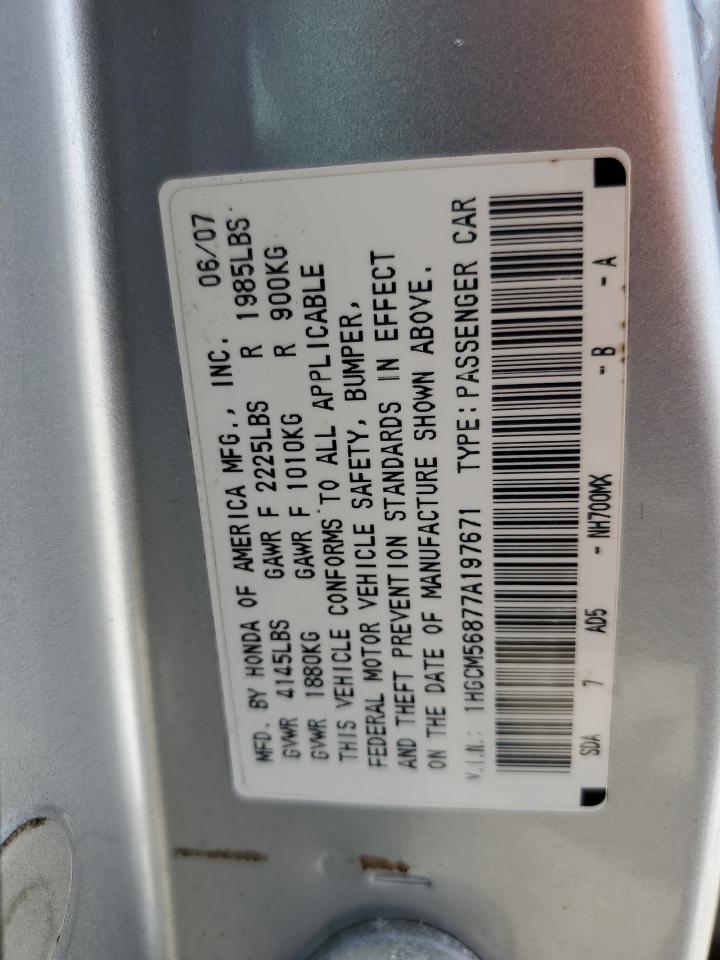 MFD. BY HONDA OF AMERICA MFG., INC. 06/07
GVWR 4145LBS GAWR F 2225LBS R 1985LBS
GVWR 1880KG GAWR F 1010KG R 900KG
THIS VEHICLE CONFORMS TO ALL APPLICABLE
FEDERAL MOTOR VEHICLE SAFETY, BUMPER,
AND THEFT PREVENTION STANDARDS IN EFFECT
ON THE DATE OF MANUFACTURE SHOWN ABOVE.
V.I.N.: 1HGCM56877A197671 TYPE: PASSENGER CAR
SDA 7 AD5 - NH700MX - B - A